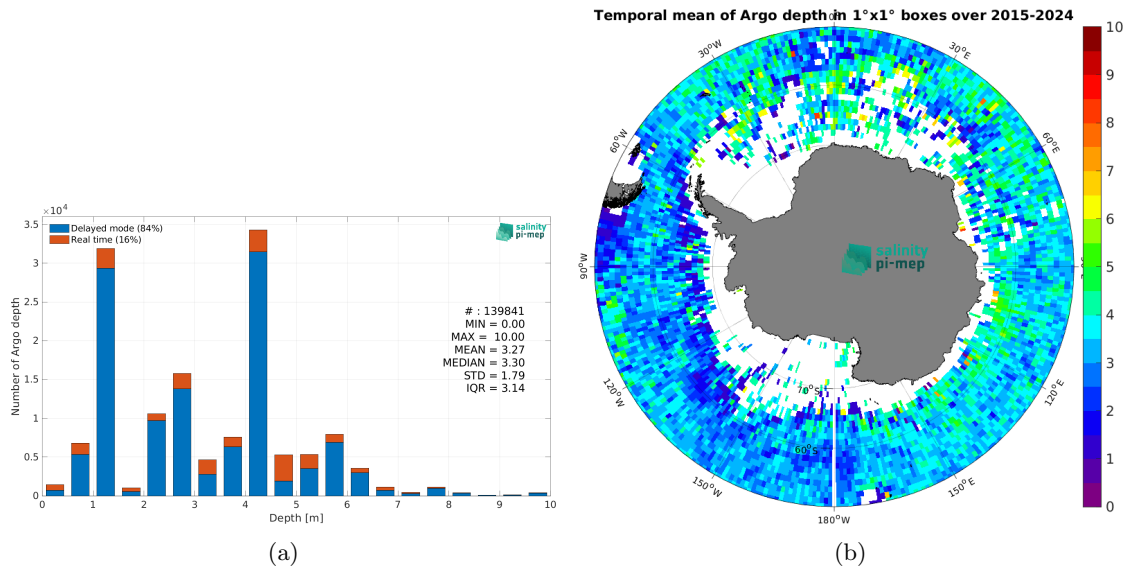 ×10⁴
Delayed mode (84%)
Real time (16%)
salinity
pi-mep
# : 139841
MIN = 0.00
MAX = 10.00
MEAN = 3.27
MEDIAN = 3.30
STD = 1.79
IQR = 3.14
Number of Argo depth
3.5
3
2.5
2
1.5
1
0.5
0
1 2 3 4 5 6 7 8 9 10
Depth [m]
(a)
Temporal mean of Argo depth in 1°x1° boxes over 2015-2024
30°W
30°E
60°W
60°E
90°W
salinity
pi-mep
120°W
120°E
70°S
60°S
150°W
150°E
180°W
10
9
8
7
6
5
4
3
2
1
0
(b)